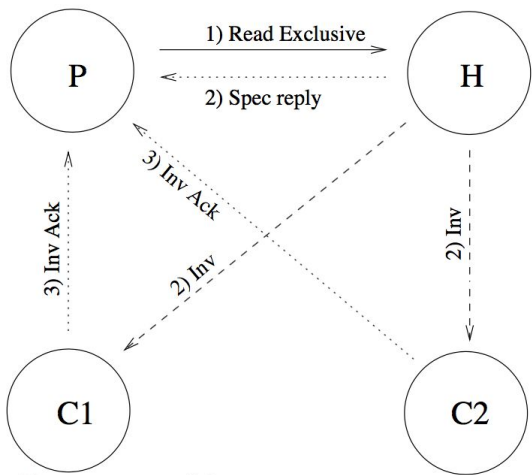 P
1) Read Exclusive
H
2) Spec reply
3) Inv Ack
3) Inv Ack
2) Inv
2) Inv
C1
C2